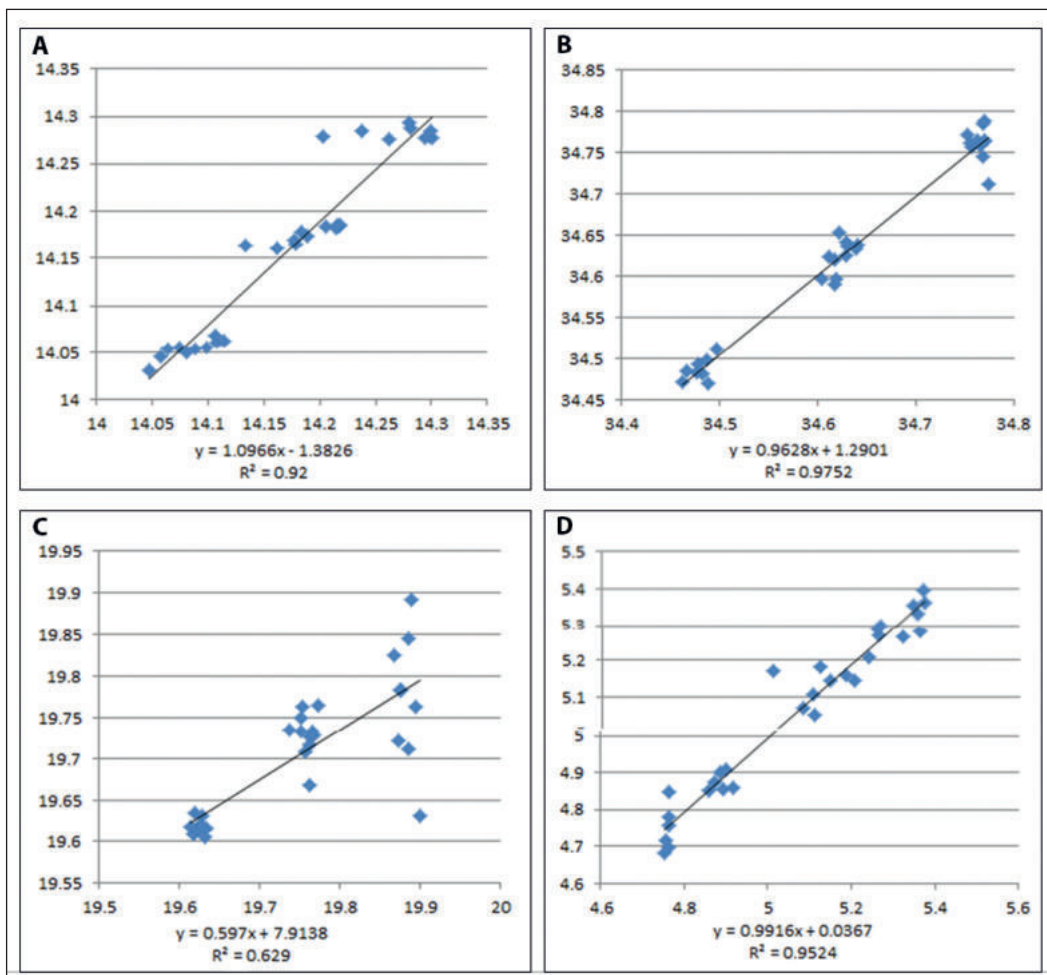 A
14.35
14.3
14.25
14.2
14.15
14.1
14.05
14
14 14.05 14.1 14.15 14.2 14.25 14.3 14.35
y = 1.0966x - 1.3826
R² = 0.92
B
34.85
34.8
34.75
34.7
34.65
34.6
34.55
34.5
34.45
34.4 34.5 34.6 34.7 34.8
y = 0.9628x + 1.2901
R² = 0.9752
C
19.95
19.9
19.85
19.8
19.75
19.7
19.65
19.6
19.55
19.5 19.6 19.7 19.8 19.9 20
y = 0.597x + 7.9138
R² = 0.629
D
5.5
5.4
5.3
5.2
5.1
5
4.9
4.8
4.7
4.6
4.6 4.8 5 5.2 5.4 5.6
y = 0.9916x + 0.0367
R² = 0.9524